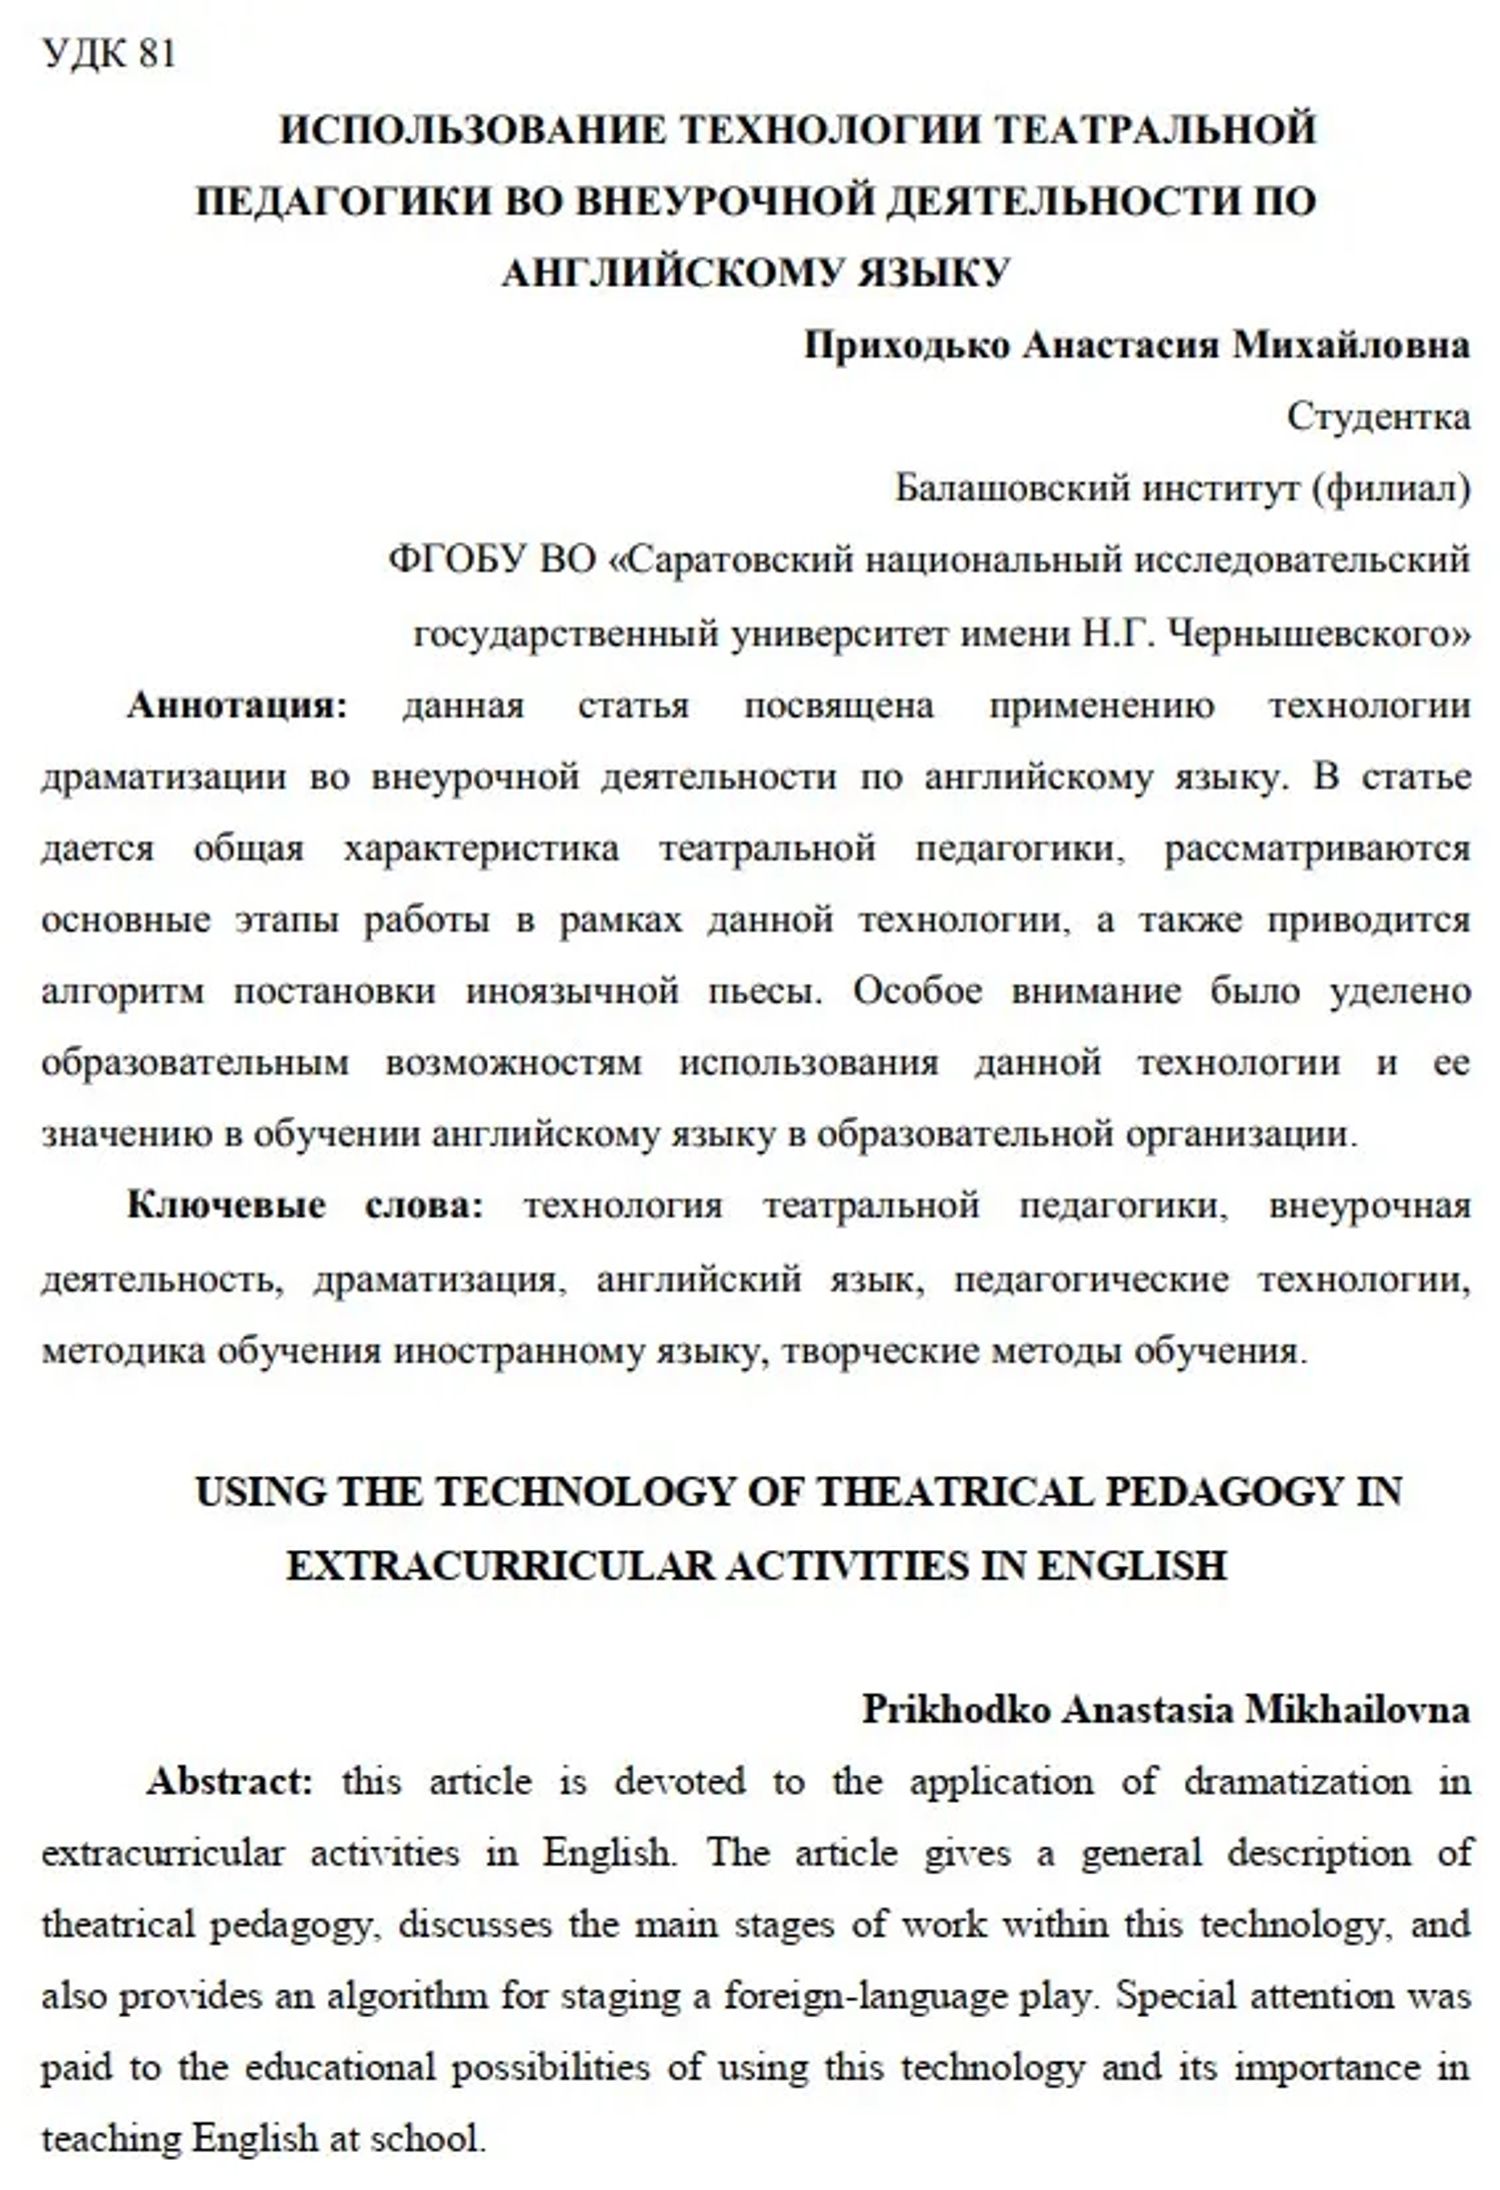 УДК 81
ИСПОЛЬЗОВАНИЕ ТЕХНОЛОГИИ ТЕАТРАЛЬНОЙ
ПЕДАГОГИКИ ВО ВНЕУРОЧНОЙ ДЕЯТЕЛЬНОСТИ ПО
АНГЛИЙСКОМУ ЯЗЫКУ
Приходько Анастасия Михайловна
Студентка
Балашовский институт (филиал)
ФГОБУ ВО «Саратовский национальный исследовательский
государственный университет имени Н.Г. Чернышевского»
Аннотация: данная статья посвящена применению технологии
драматизации во внеурочной деятельности по английскому языку. В статье
дается общая характеристика театральной педагогики, рассматриваются
основные этапы работы в рамках данной технологии, а также приводится
алгоритм постановки иноязычной пьесы. Особое внимание было уделено
образовательным возможностям использования данной технологии и ее
значению в обучении английскому языку в образовательной организации.
Ключевые слова: технология театральной педагогики, внеурочная
деятельность, драматизация, английский язык, педагогические технологии,
методика обучения иностранному языку, творческие методы обучения.
USING THE TECHNOLOGY OF THEATRICAL PEDAGOGY IN
EXTRACURRICULAR ACTIVITIES IN ENGLISH
Prikhodko Anastasia Mikhailovna
Abstract: this article is devoted to the application of dramatization in
extracurricular activities in English. The article gives a general description of
theatrical pedagogy, discusses the main stages of work within this technology, and
also provides an algorithm for staging a foreign-language play. Special attention was
paid to the educational possibilities of using this technology and its importance in
teaching English at school.